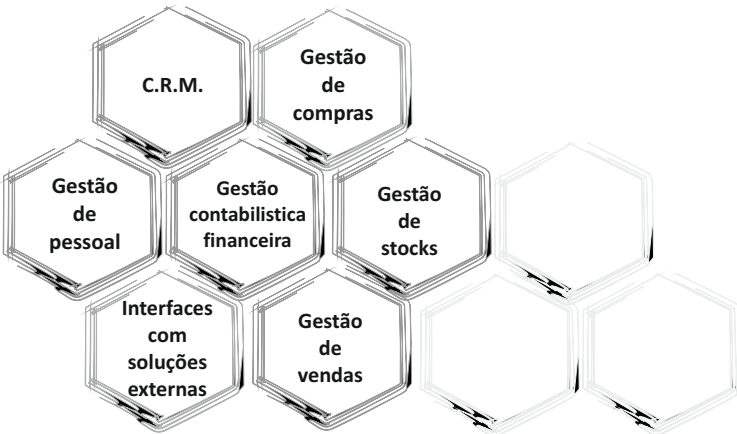 C.R.M.
Gestão
de
compras
Gestão
de
pessoal
Gestão
contabilistica
financeira
Gestão
de
stocks
Interfaces
com
soluções
externas
Gestão
de
vendas